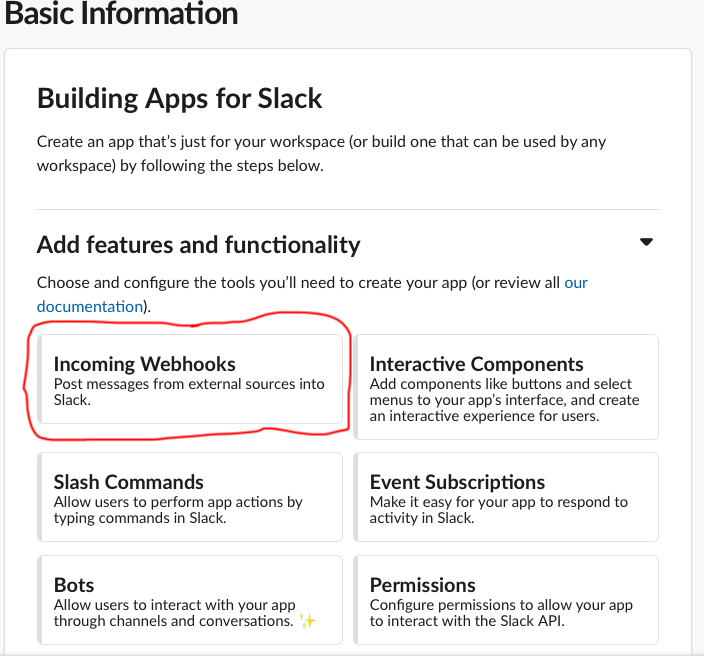 Basic Information
Building Apps for Slack
Create an app that’s just for your workspace (or build one that can be used by any
workspace) by following the steps below.
Add features and functionality
Choose and configure the tools you’ll need to create your app (or review all our
documentation).
Incoming Webhooks
Post messages from external sources into
Slack.
Interactive Components
Add components like buttons and select
menus to your app’s interface, and create
an interactive experience for users.
Slash Commands
Allow users to perform app actions by
typing commands in Slack.
Event Subscriptions
Make it easy for your app to respond to
activity in Slack.
Bots
Allow users to interact with your app
through channels and conversations. ✨
Permissions
Configure permissions to allow your app
to interact with the Slack API.